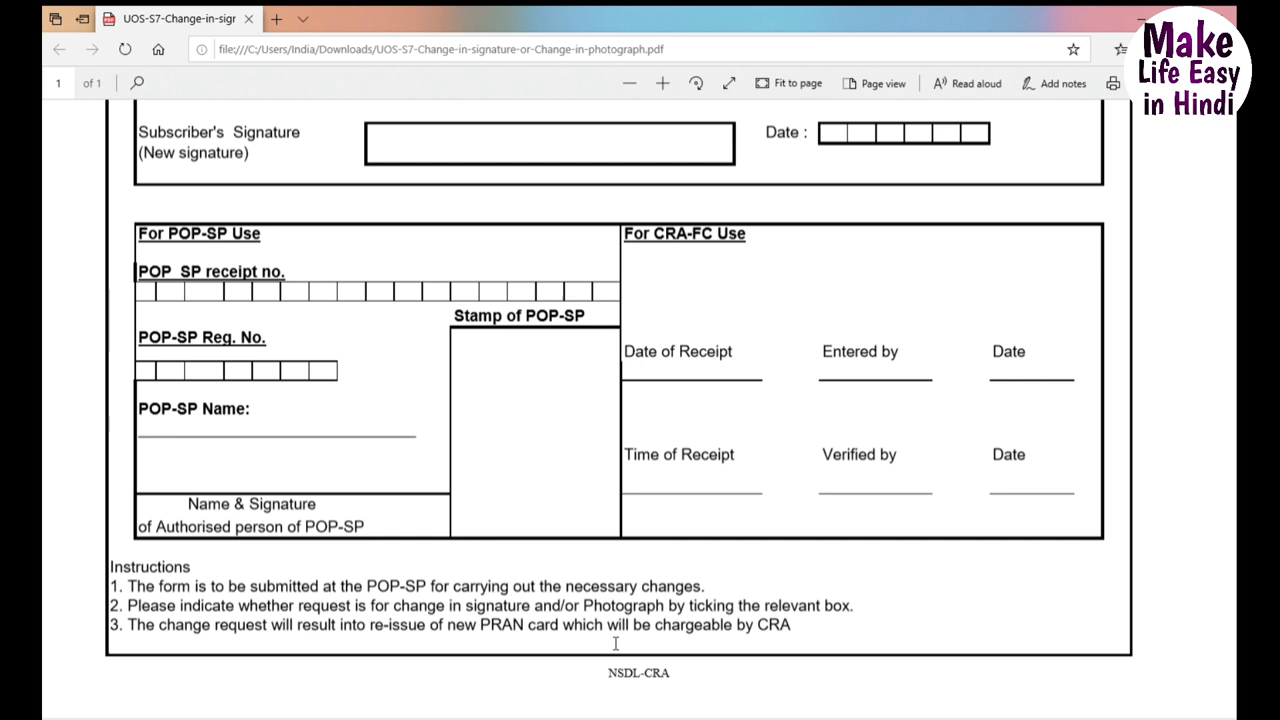 UOS-S7-Change-in-sigr
file:///C:/Users/India/Downloads/UOS-S7-Change-in-signature-or-Change-in-photograph.pdf
Make
Life Easy
in Hindi
1 of 1
Fit to page
Page view
Read aloud
Add notes
Subscriber's Signature
(New signature)
Date :
For POP-SP Use
For CRA-FC Use
POP SP receipt no.
Stamp of POP-SP
POP-SP Reg. No.
Date of Receipt
Entered by
Date
POP-SP Name:
Time of Receipt
Verified by
Date
Name & Signature
of Authorised person of POP-SP
Instructions
1. The form is to be submitted at the POP-SP for carrying out the necessary changes.
2. Please indicate whether request is for change in signature and/or Photograph by ticking the relevant box.
3. The change request will result into re-issue of new PRAN card which will be chargeable by CRA
NSDL-CRA